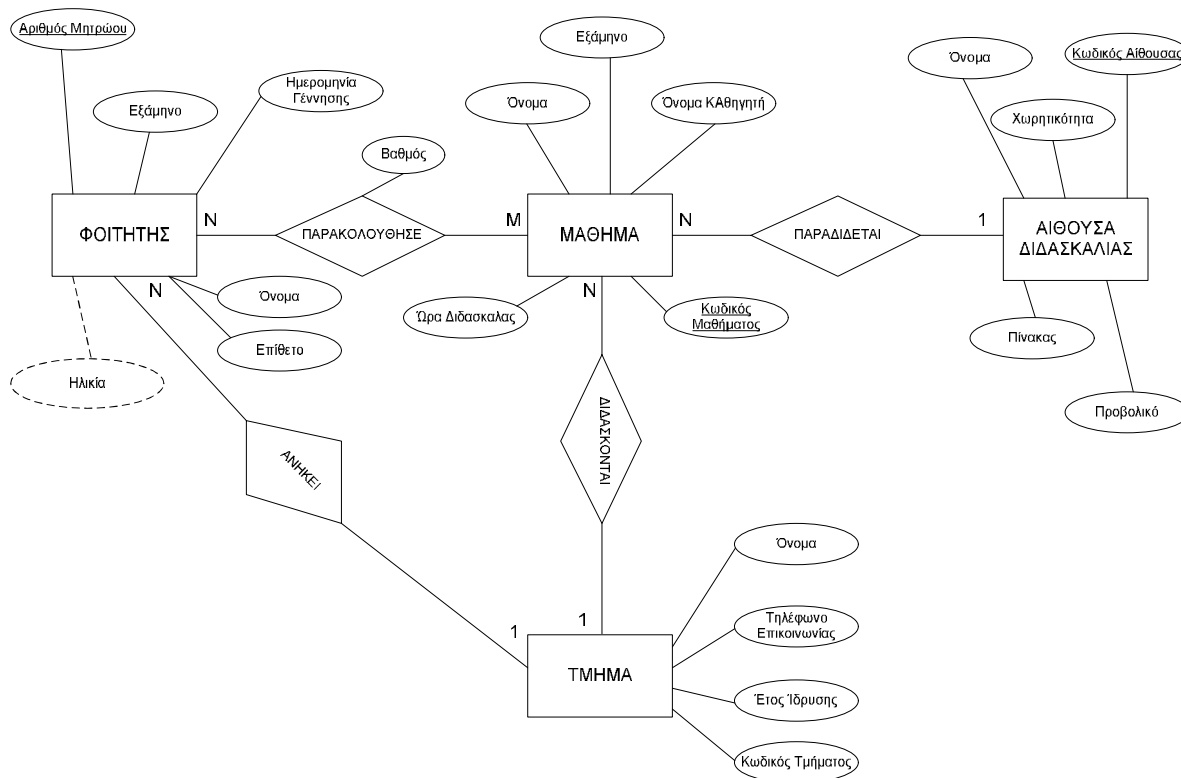 Αριθμός Μητρώου
Εξάμηνο
Ημερομηνία
Γέννησης
Εξάμηνο
Όνομα
Όνομα ΚΑθηγητή
Όνομα
Κωδικός Αίθουσας
Χωρητικότητα
Βαθμός
ΦΟΙΤΗΤΗΣ
N
ΠΑΡΑΚΟΛΟΥΘΗΣΕ
M
ΜΑΘΗΜΑ
N
ΠΑΡΑΔΙΔΕΤΑΙ
1
ΑΙΘΟΥΣΑ
ΔΙΔΑΣΚΑΛΙΑΣ
N
Όνομα
Επίθετο
Ηλικία
Ώρα Διδασκαλας
N
Κωδικός
Μαθήματος
Πίνακας
Προβολικό
ΔΙΔΑΣΚΟΝΤΑΙ
ΑΝΗΚΕΙ
1
1
ΤΜΗΜΑ
Όνομα
Τηλέφωνο
Επικοινωνίας
Έτος Ίδρυσης
Κωδικός Τμήματος